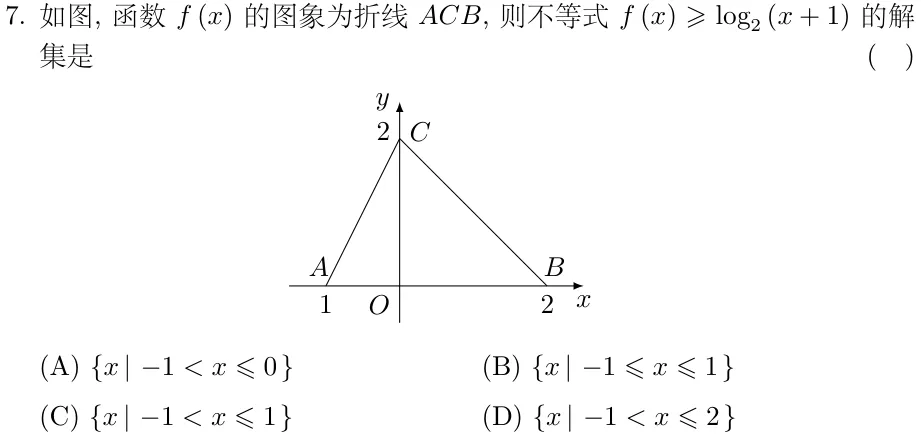 7. 如图, 函数 f (x) 的图象为折线 ACB, 则不等式 f (x) ⩾ log₂ (x + 1) 的解
集是 ( )
y
2 C
A B
1 O 2 x
(A) {x | −1 < x ⩽ 0} (B) {x | −1 ⩽ x ⩽ 1}
(C) {x | −1 < x ⩽ 1} (D) {x | −1 < x ⩽ 2}